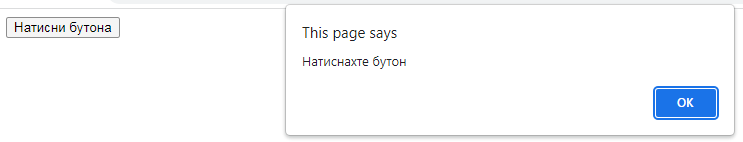 Натисни бутона
This page says
Натиснахте бутон
OK